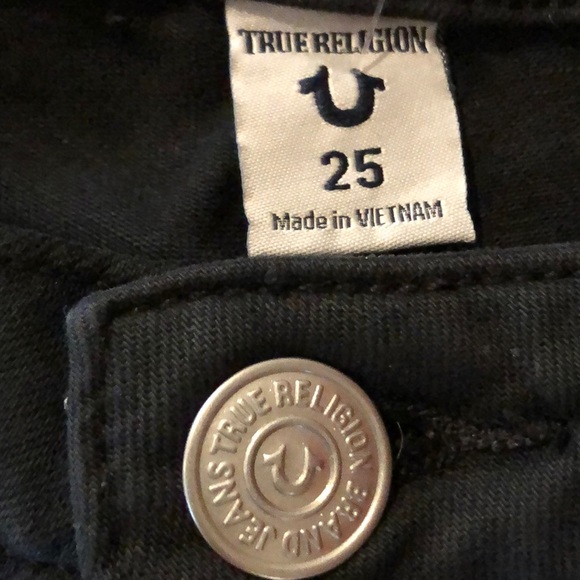 TRUE RELIGION
25
Made in VIETNAM
TRUE RELIGION BRAND JEANS